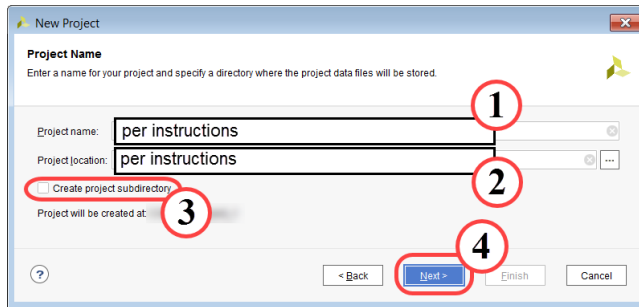 New Project
Project Name
Enter a name for your project and specify a directory where the project data files will be stored.
1
Project name: per instructions
Project location: per instructions
...
2
Create project subdirectory
3
Project will be created at:
4
? < Back Next > Finish Cancel